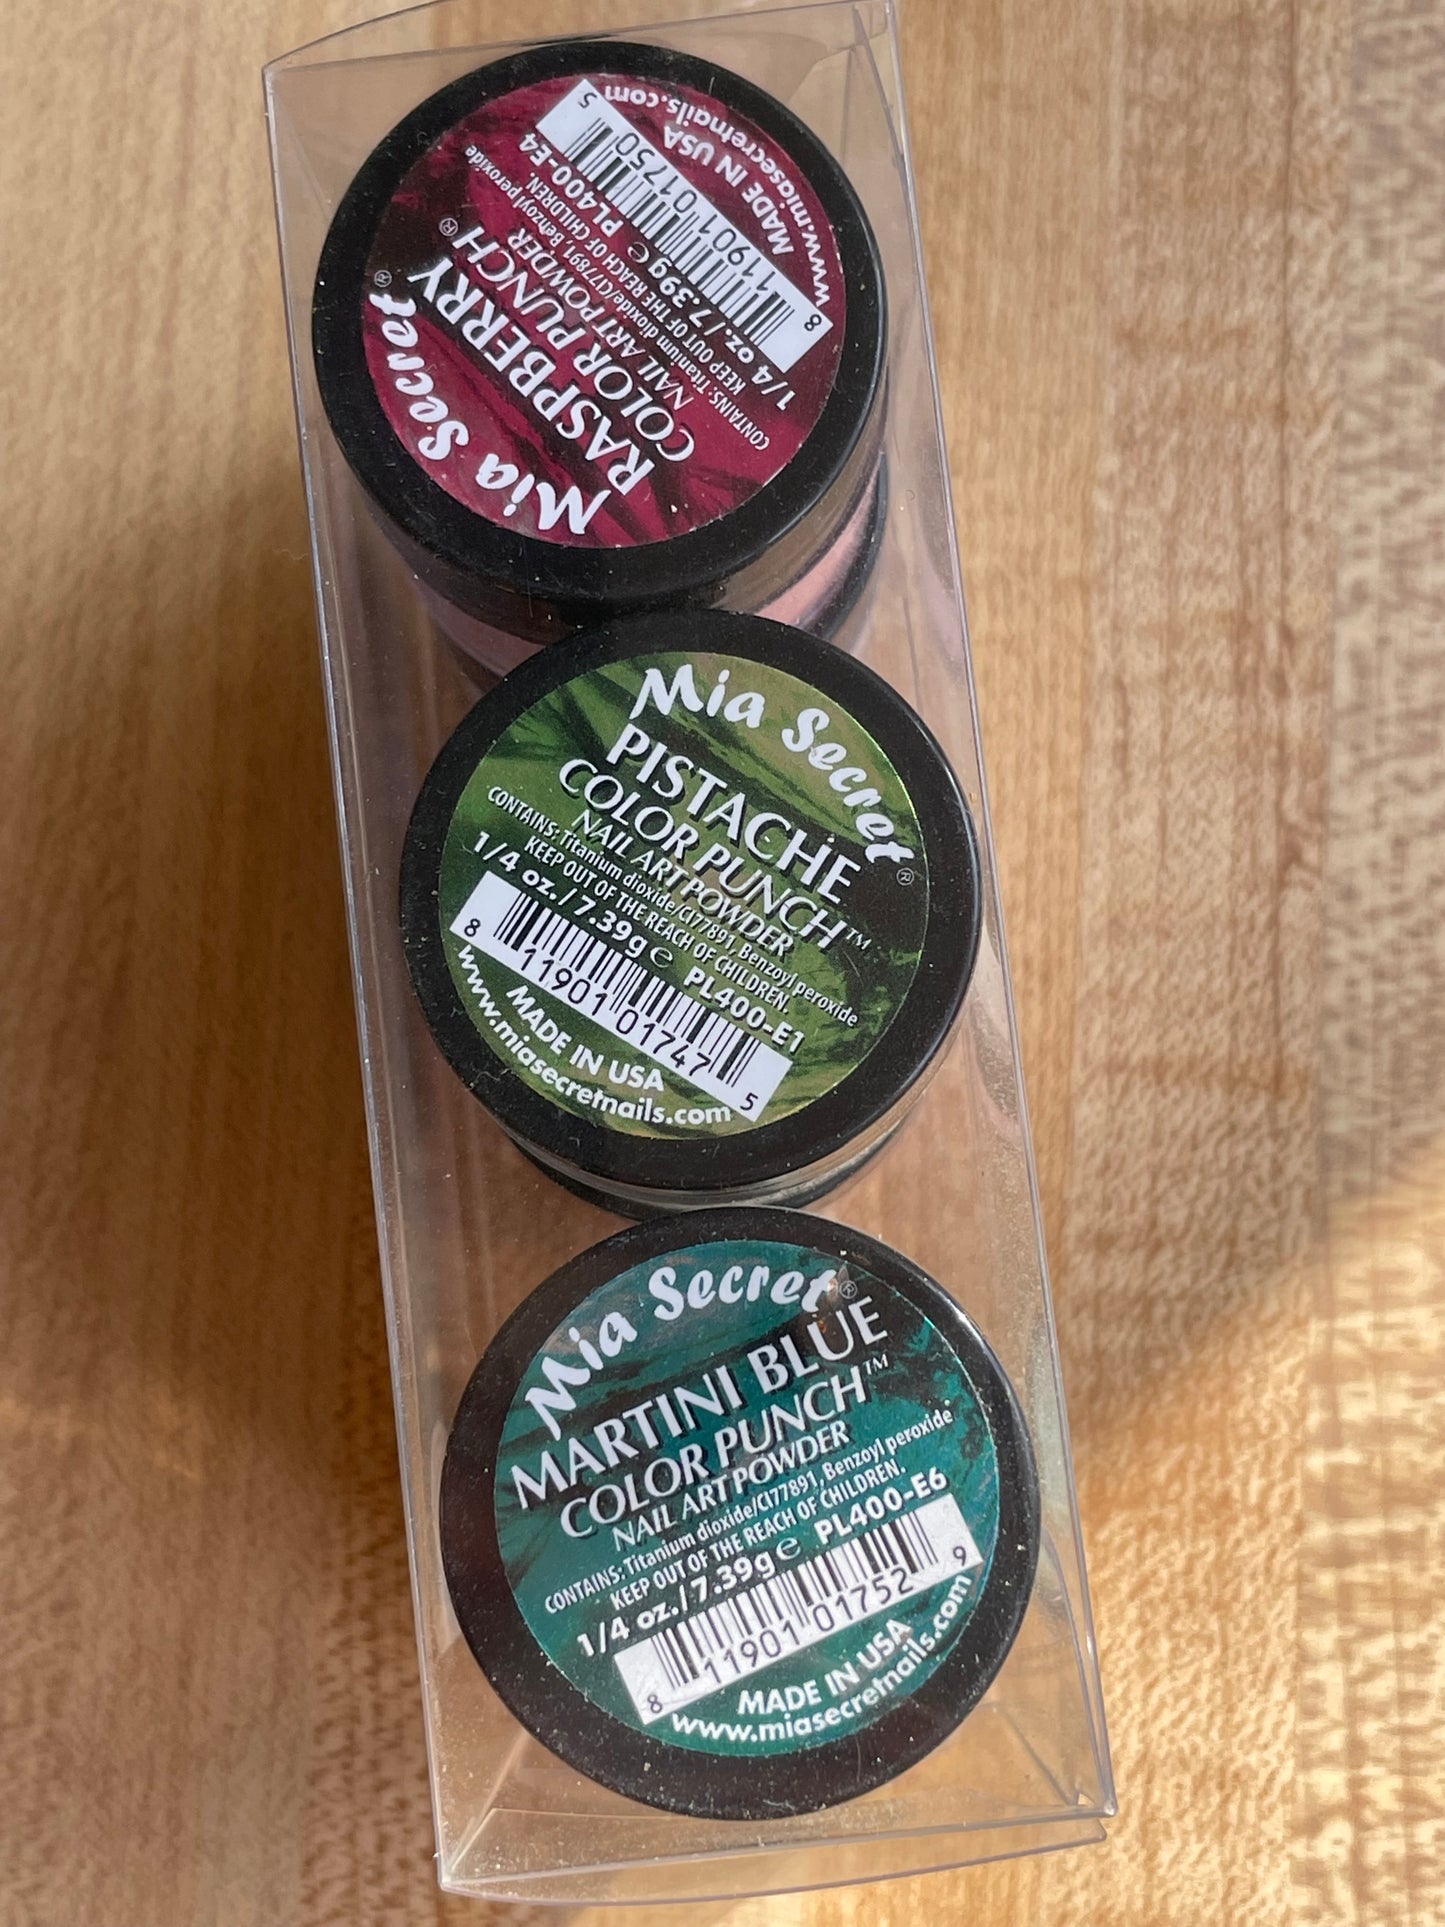 Mia Secret®
RASPBERRY
COLOR PUNCH®
NAIL ART POWDER
CONTAINS: Titanium dioxide/CI77891, Benzoyl peroxide
KEEP OUT OF THE REACH OF CHILDREN.
1/4 oz./7.39g ℮ PL400-E4
8 11901 01750 5
MADE IN USA
www.miasecretnails.com
Mia Secret®
PISTACHE
COLOR PUNCH™
NAIL ART POWDER
CONTAINS: Titanium dioxide/CI77891, Benzoyl peroxide
KEEP OUT OF THE REACH OF CHILDREN.
1/4 oz./7.39g ℮ PL400-E1
8 11901 01747 5
MADE IN USA
www.miasecretnails.com
Mia Secret®
MARTINI BLUE
COLOR PUNCH™
NAIL ART POWDER
CONTAINS: Titanium dioxide/CI77891, Benzoyl peroxide
KEEP OUT OF THE REACH OF CHILDREN.
1/4 oz./7.39g ℮ PL400-E6
8 11901 01752 9
MADE IN USA
www.miasecretnails.com